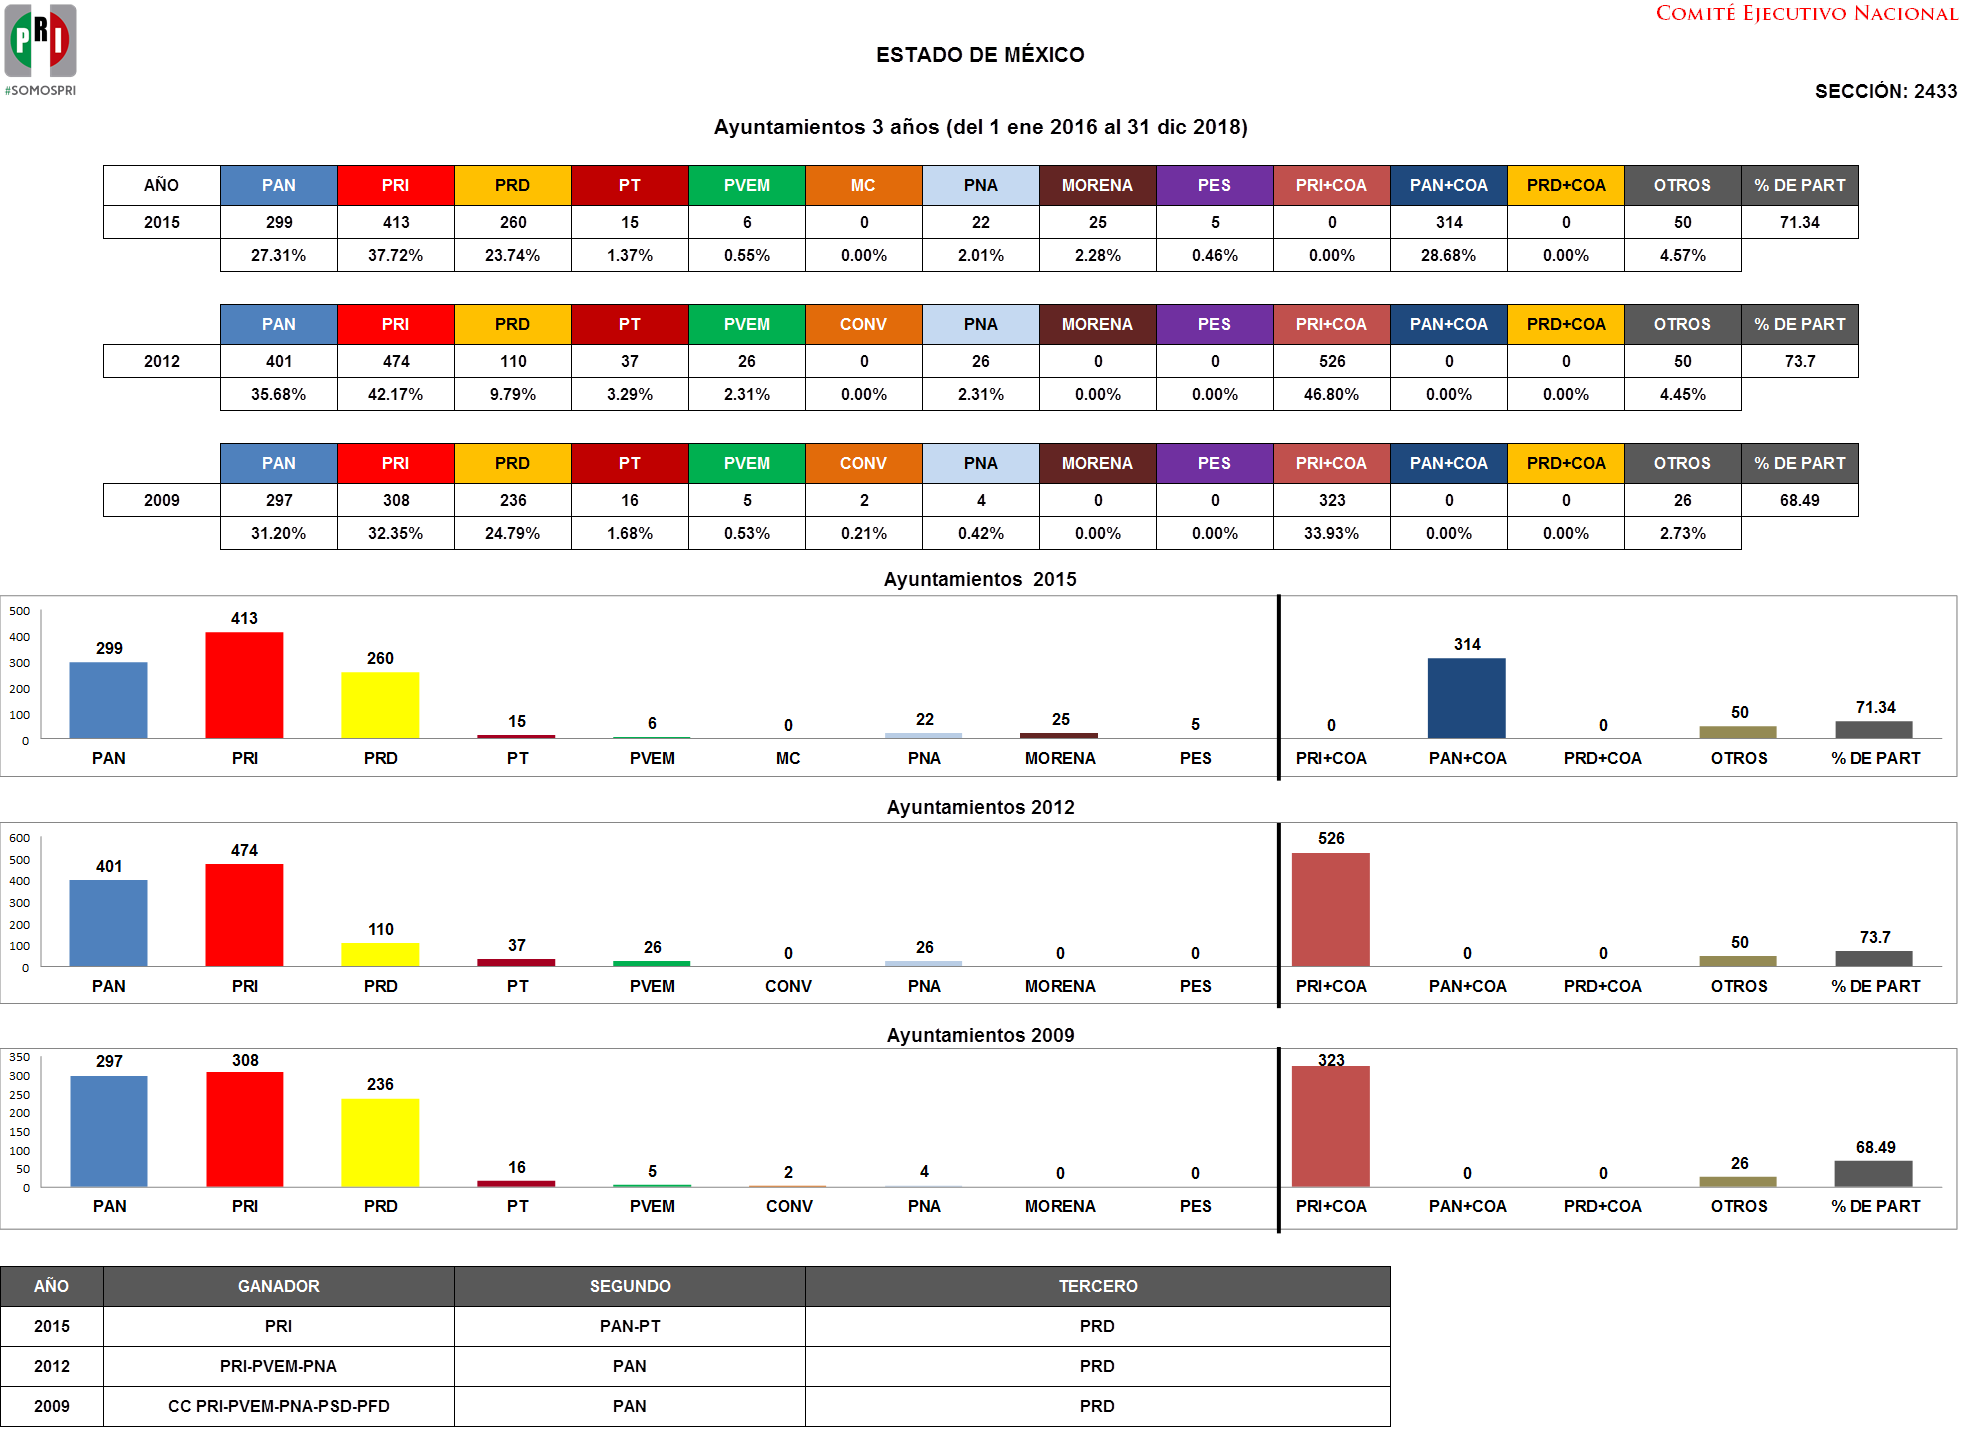 PRI
#SOMOSPRI
COMITÉ EJECUTIVO NACIONAL
ESTADO DE MÉXICO
SECCIÓN: 2433
Ayuntamientos 3 años (del 1 ene 2016 al 31 dic 2018)
AÑO PAN PRI PRD PT PVEM MC PNA MORENA PES PRI+COA PAN+COA PRD+COA OTROS % DE PART
2015 299 413 260 15 6 0 22 25 5 0 314 0 50 71.34
27.31% 37.72% 23.74% 1.37% 0.55% 0.00% 2.01% 2.28% 0.46% 0.00% 28.68% 0.00% 4.57%
PAN PRI PRD PT PVEM CONV PNA MORENA PES PRI+COA PAN+COA PRD+COA OTROS % DE PART
2012 401 474 110 37 26 0 26 0 0 526 0 0 50 73.7
35.68% 42.17% 9.79% 3.29% 2.31% 0.00% 2.31% 0.00% 0.00% 46.80% 0.00% 0.00% 4.45%
PAN PRI PRD PT PVEM CONV PNA MORENA PES PRI+COA PAN+COA PRD+COA OTROS % DE PART
2009 297 308 236 16 5 2 4 0 0 323 0 0 26 68.49
31.20% 32.35% 24.79% 1.68% 0.53% 0.21% 0.42% 0.00% 0.00% 33.93% 0.00% 0.00% 2.73%
Ayuntamientos 2015
500
400
300
200
100
0
299 413 260 15 6 0 22 25 5 0 314 0 50 71.34
PAN PRI PRD PT PVEM MC PNA MORENA PES PRI+COA PAN+COA PRD+COA OTROS % DE PART
Ayuntamientos 2012
600
500
400
300
200
100
0
401 474 110 37 26 0 26 0 0 526 0 0 50 73.7
PAN PRI PRD PT PVEM CONV PNA MORENA PES PRI+COA PAN+COA PRD+COA OTROS % DE PART
Ayuntamientos 2009
350
300
250
200
150
100
50
0
297 308 236 16 5 2 4 0 0 323 0 0 26 68.49
PAN PRI PRD PT PVEM CONV PNA MORENA PES PRI+COA PAN+COA PRD+COA OTROS % DE PART
AÑO GANADOR SEGUNDO TERCERO
2015 PRI PAN-PT PRD
2012 PRI-PVEM-PNA PAN PRD
2009 CC PRI-PVEM-PNA-PSD-PFD PAN PRD